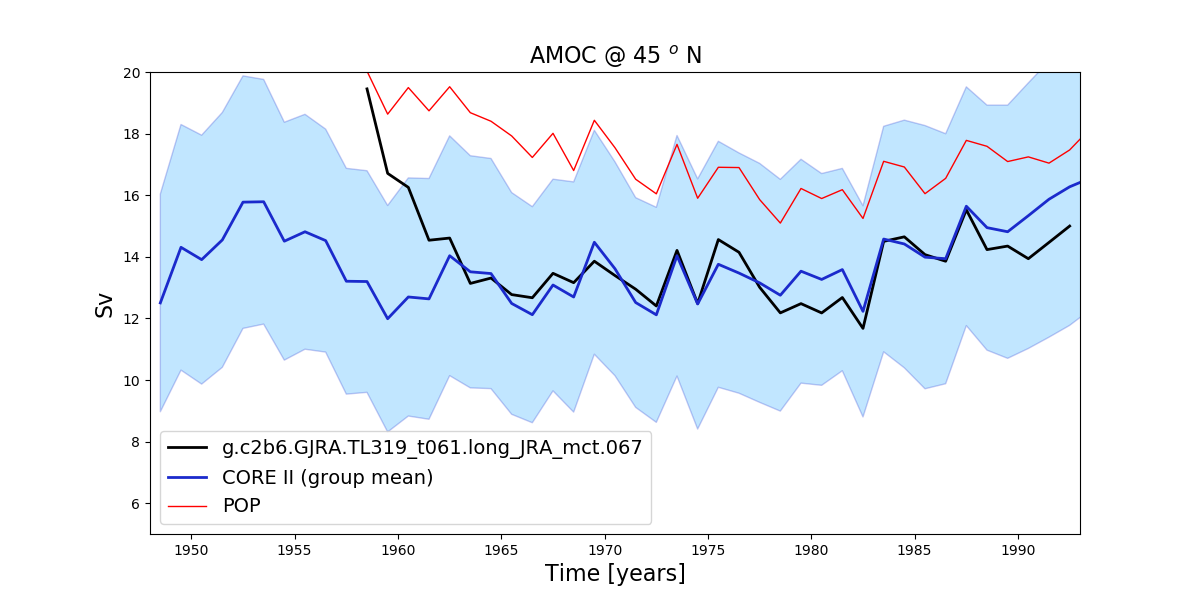 AMOC @ 45 ᵒ N
20
18
16
14
12
10
8
6
Sv
g.c2b6.GJRA.TL319_t061.long_JRA_mct.067
CORE II (group mean)
POP
1950 1955 1960 1965 1970 1975 1980 1985 1990
Time [years]